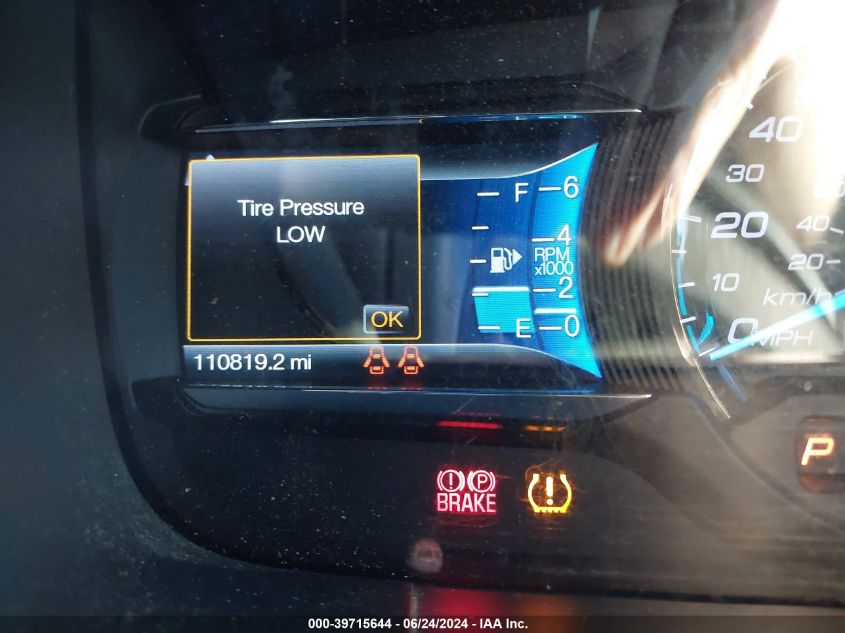 Tire Pressure
LOW
OK
110819.2 mi
F
E
6
4
RPM
x1000
2
0
40
30
20
10
0
40
20
km/h
MPH
P
(!) (P)
BRAKE
!
000-39715644 / 06/24/2024 - IAA Inc.